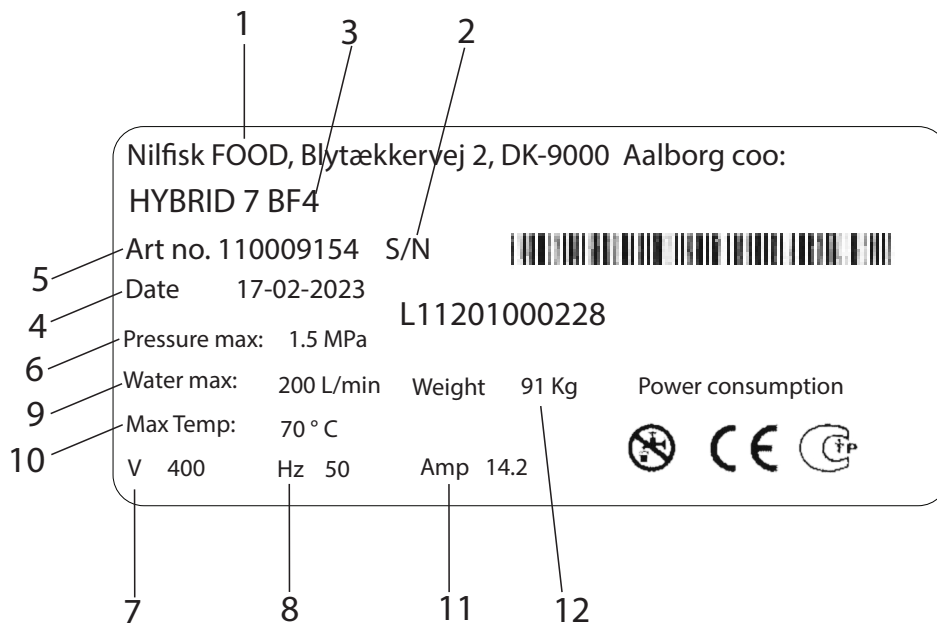 1 3 2
Nilfisk FOOD, Blytækkervej 2, DK-9000 Aalborg coo:
HYBRID 7 BF4
5 Art no. 110009154 S/N
4 Date 17-02-2023
L11201000228
6 Pressure max: 1.5 MPa
9 Water max: 200 L/min Weight 91 Kg Power consumption
10 Max Temp: 70 ° C
V 400 Hz 50 Amp 14.2
CE
7 8 11 12